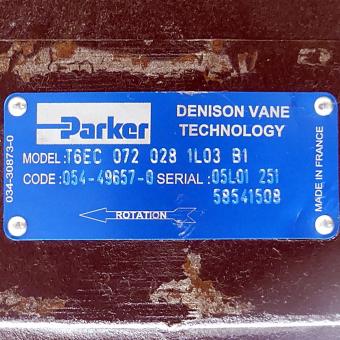 Parker
DENISON VANE
TECHNOLOGY
MODEL: T6EC 072 028 1L03 B1
CODE: 054-49657-0 SERIAL: 05L01 251
58541508
ROTATION
034-30873-0
MADE IN FRANCE